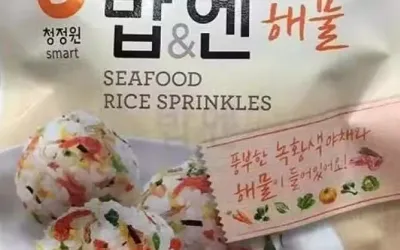 밥&엔 해물
청정원
smart
SEAFOOD
RICE SPRINKLES
풍부한 녹황색야채와
해물이 들어있어요!